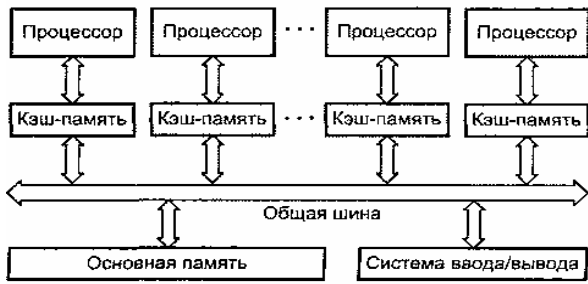 Процессор Процессор ··· Процессор Процессор
Кэш-память Кэш-память ··· Кэш-память Кэш-память
Общая шина
Основная память Система ввода/вывода